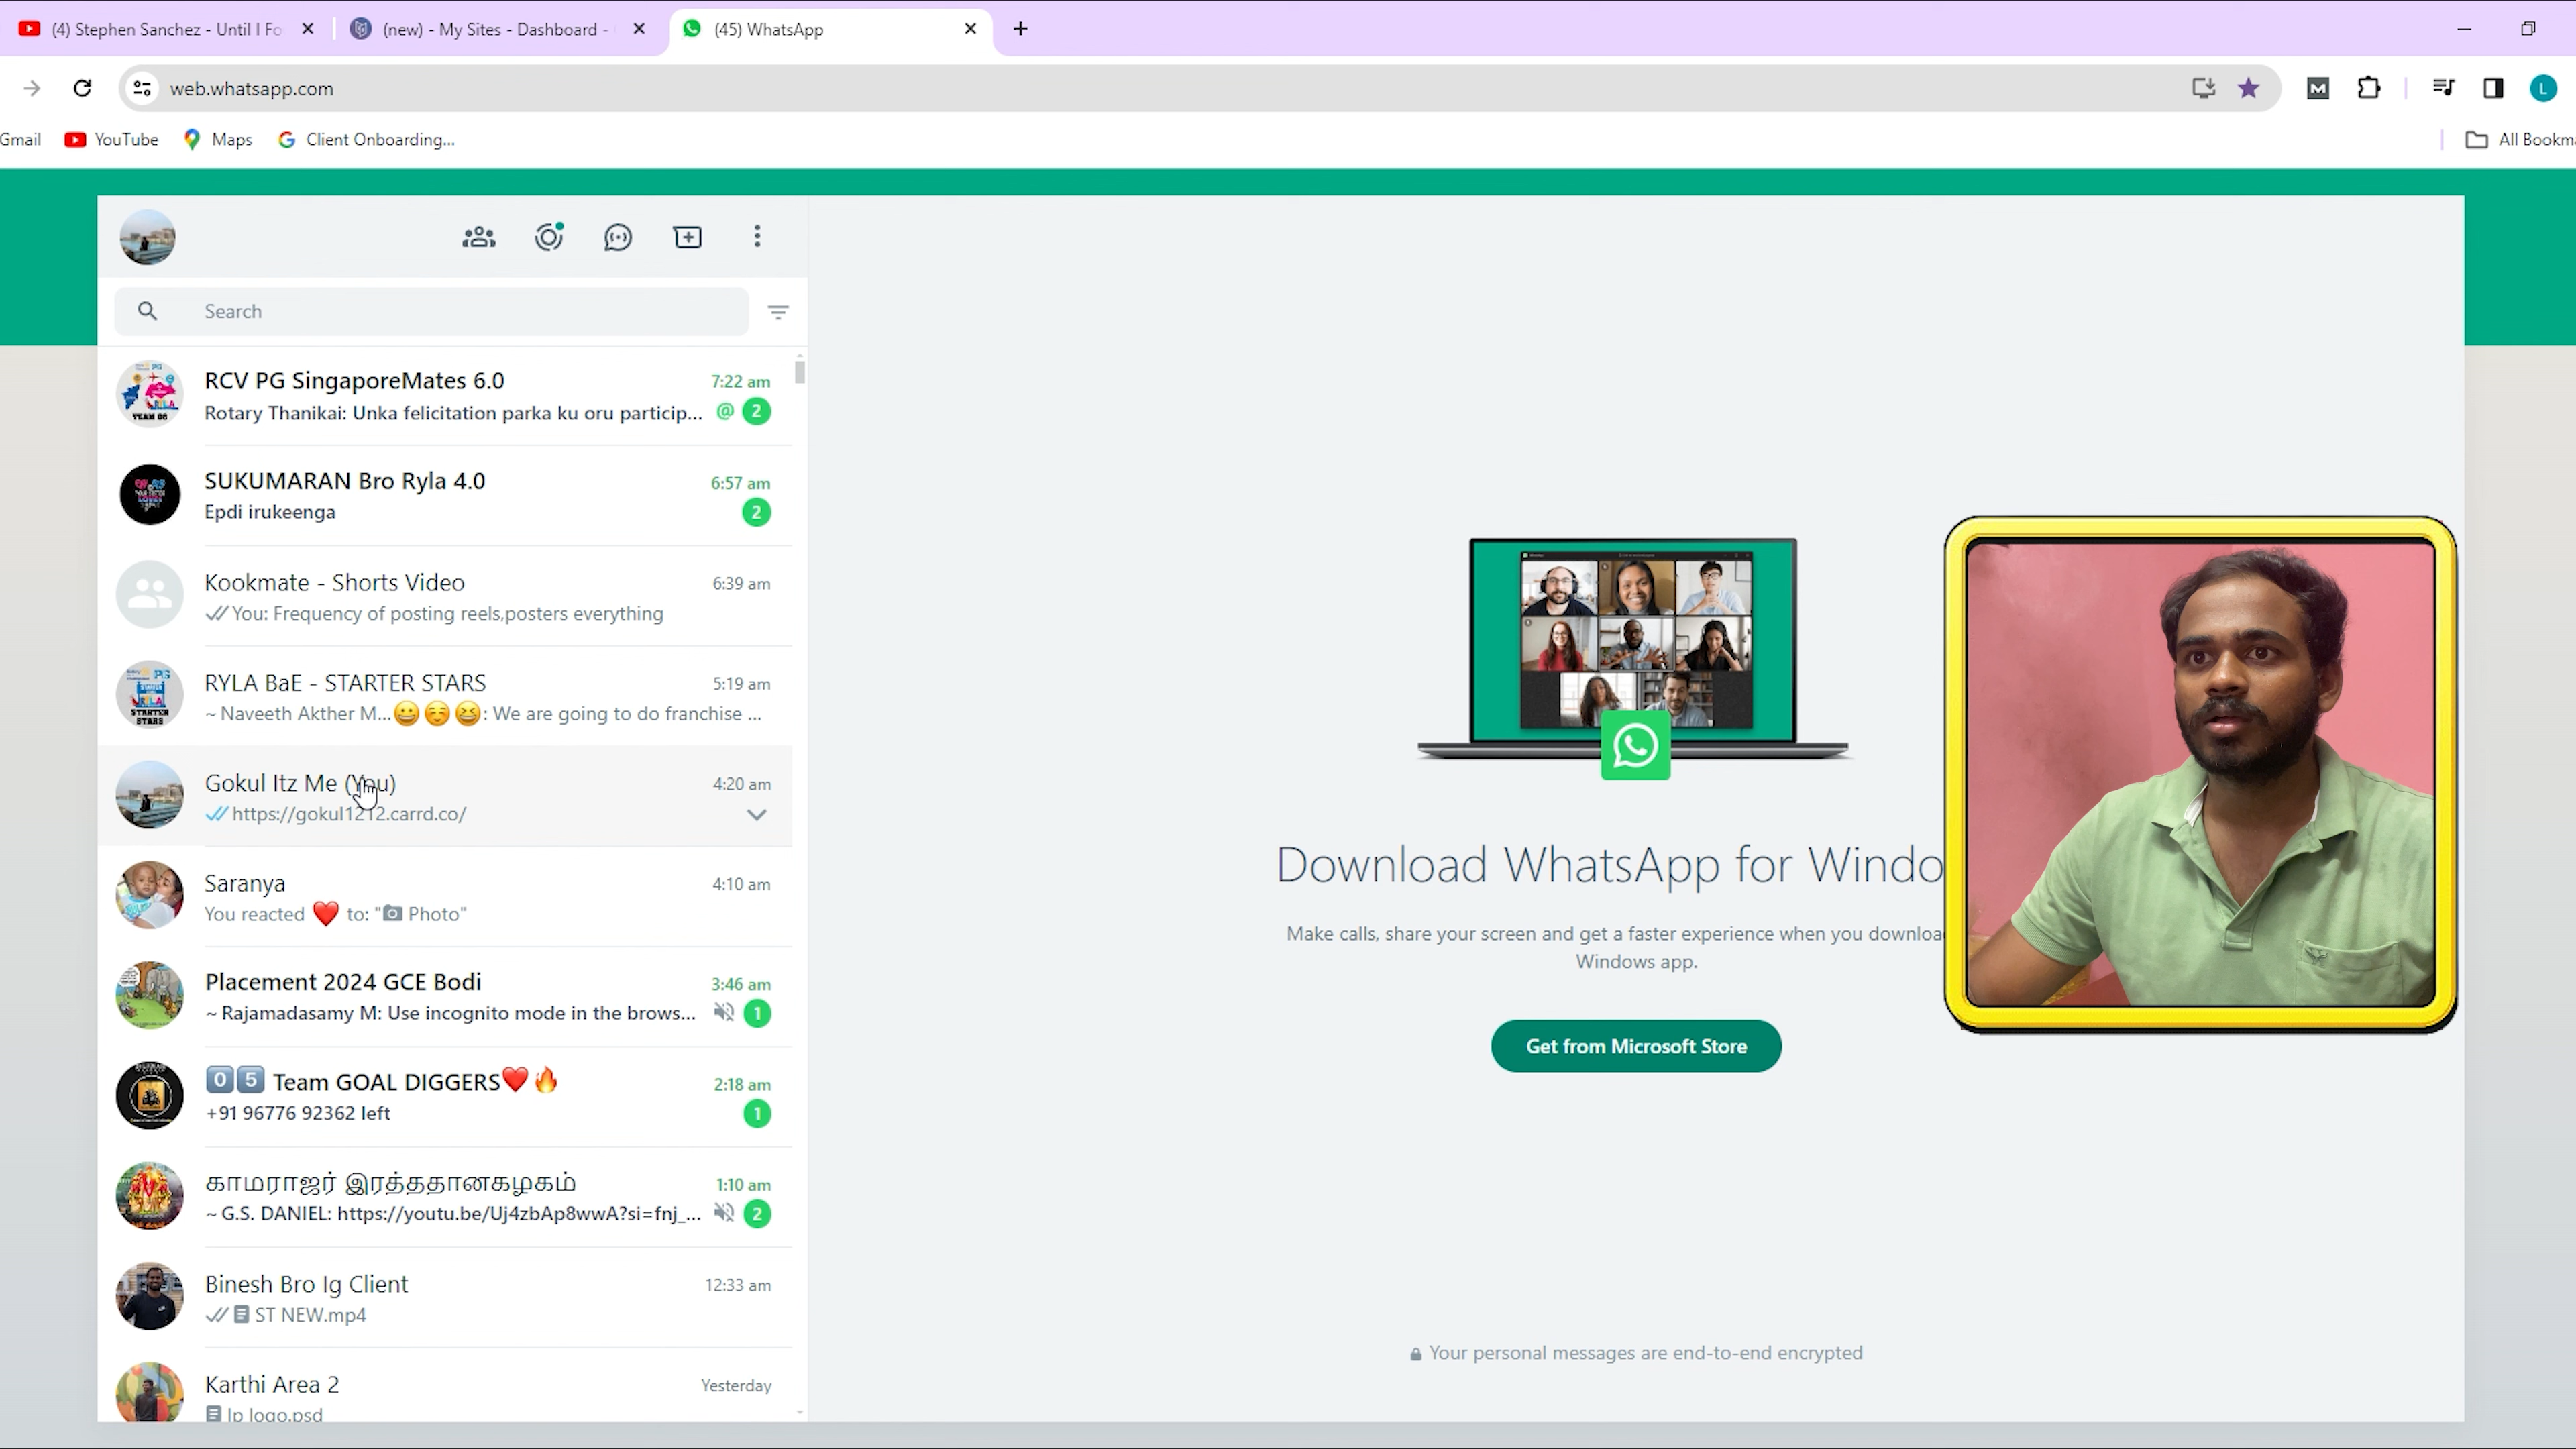 (4) Stephen Sanchez - Until I Fo
(new) - My Sites - Dashboard -
(45) WhatsApp
web.whatsapp.com
M
L
Gmail
YouTube
Maps
Client Onboarding...
All Bookm
Search
RCV PG SingaporeMates 6.0
7:22 am
Rotary Thanikai: Unka felicitation parka ku oru particip...
@ 2
SUKUMARAN Bro Ryla 4.0
6:57 am
Epdi irukeenga
2
Kookmate - Shorts Video
6:39 am
You: Frequency of posting reels,posters everything
RYLA BaE - STARTER STARS
5:19 am
~ Naveeth Akther M...😀☺️😆: We are going to do franchise ...
Gokul Itz Me (You)
4:20 am
https://gokul1212.carrd.co/
Saranya
4:10 am
You reacted ❤️ to: "📷 Photo"
Placement 2024 GCE Bodi
3:46 am
~ Rajamadasamy M: Use incognito mode in the brows...
1
0️⃣5️⃣ Team GOAL DIGGERS❤️🔥
2:18 am
+91 96776 92362 left
1
காமராஜர் இரத்ததானகழகம்
1:10 am
~ G.S. DANIEL: https://youtu.be/Uj4zbAp8wwA?si=fnj_...
2
Binesh Bro Ig Client
12:33 am
ST NEW.mp4
Karthi Area 2
Yesterday
lp logo.psd
Download WhatsApp for Windo
Make calls, share your screen and get a faster experience when you download
Windows app.
Get from Microsoft Store
Your personal messages are end-to-end encrypted